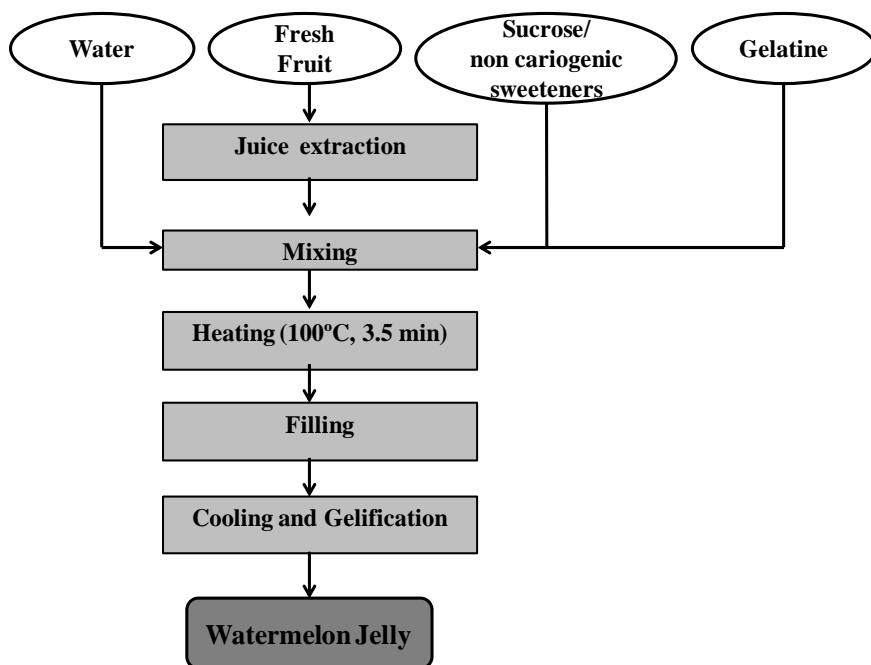 Water
Fresh
Fruit
Sucrose/
non cariogenic
sweeteners
Gelatine
Juice extraction
Mixing
Heating (100ºC, 3.5 min)
Filling
Cooling and Gelification
Watermelon Jelly